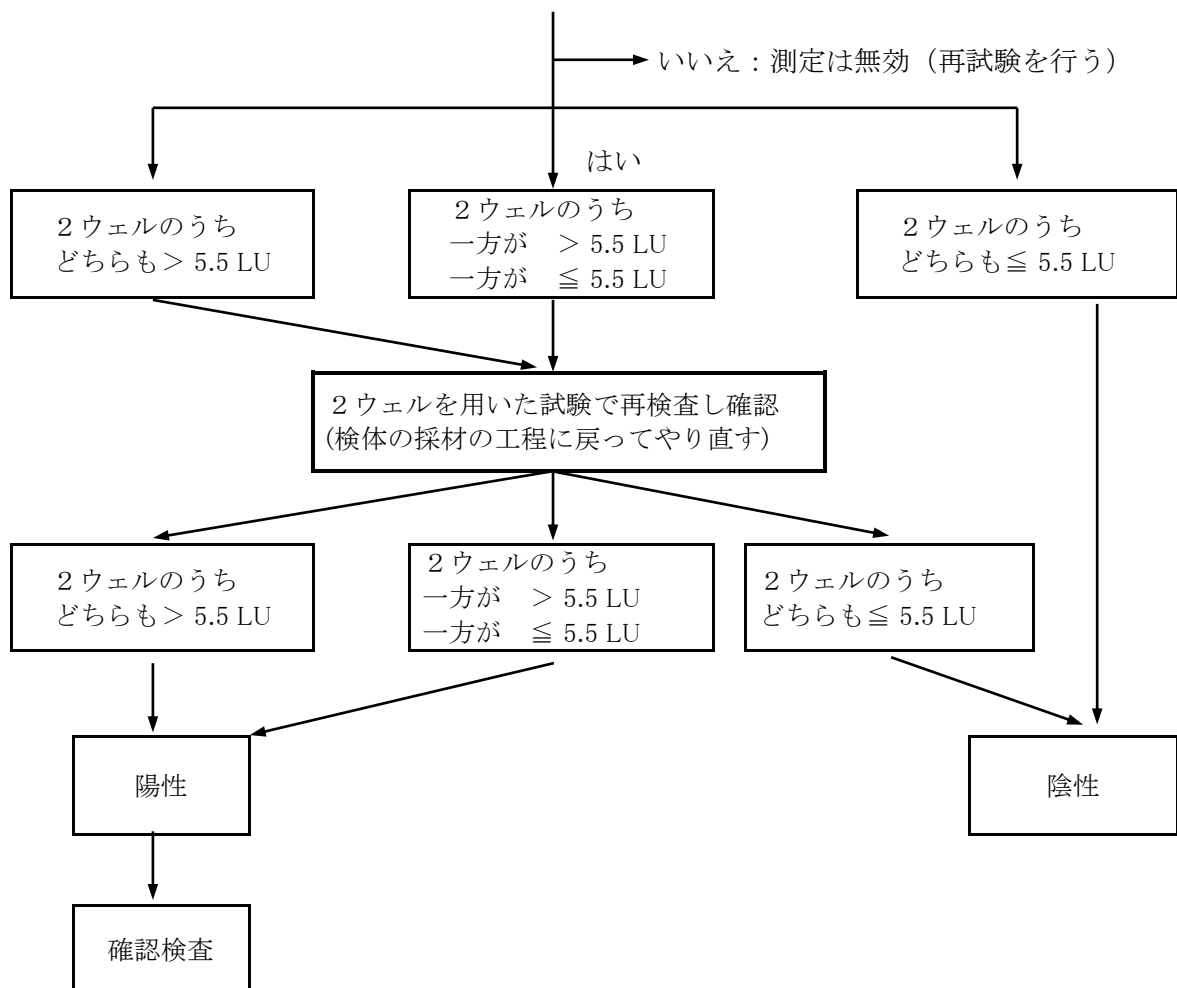 いいえ：測定は無効（再試験を行う）
はい
２ウェルのうち
どちらも＞ 5.5 LU
２ウェルのうち
一方が　＞ 5.5 LU
一方が　≦ 5.5 LU
２ウェルのうち
どちらも≦ 5.5 LU
２ウェルを用いた試験で再検査し確認
(検体の採材の工程に戻ってやり直す)
２ウェルのうち
どちらも＞ 5.5 LU
２ウェルのうち
一方が　＞ 5.5 LU
一方が　≦ 5.5 LU
２ウェルのうち
どちらも≦ 5.5 LU
陽性
陰性
確認検査